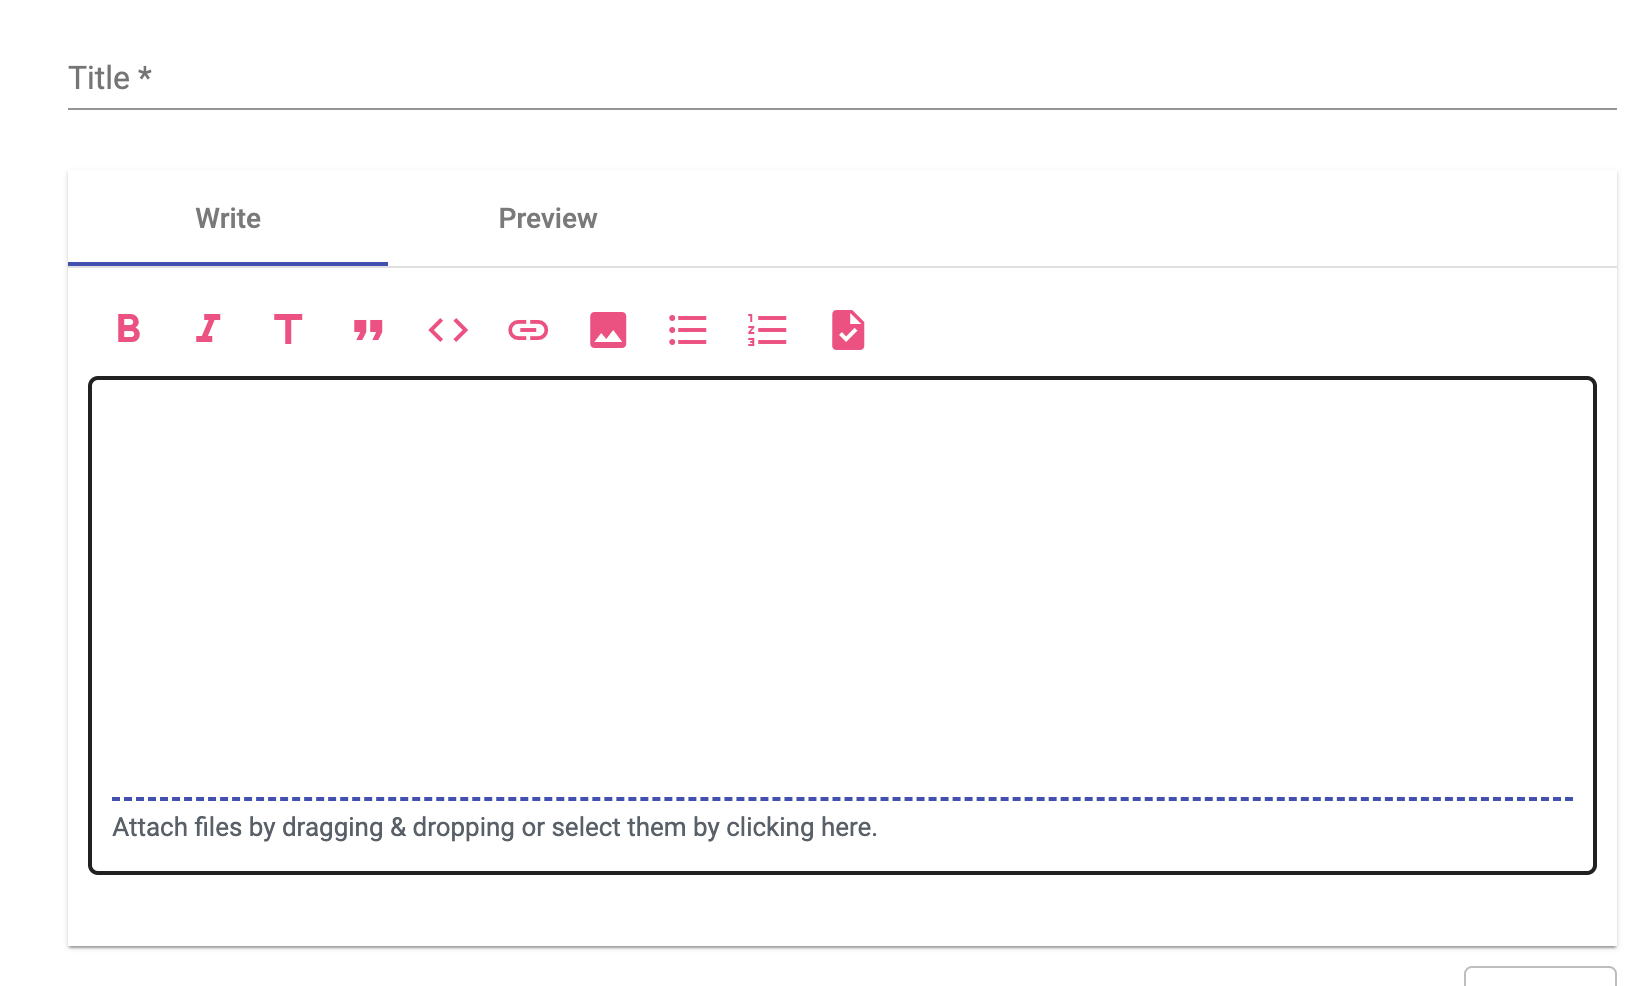 Title *
Write Preview
Attach files by dragging & dropping or select them by clicking here.